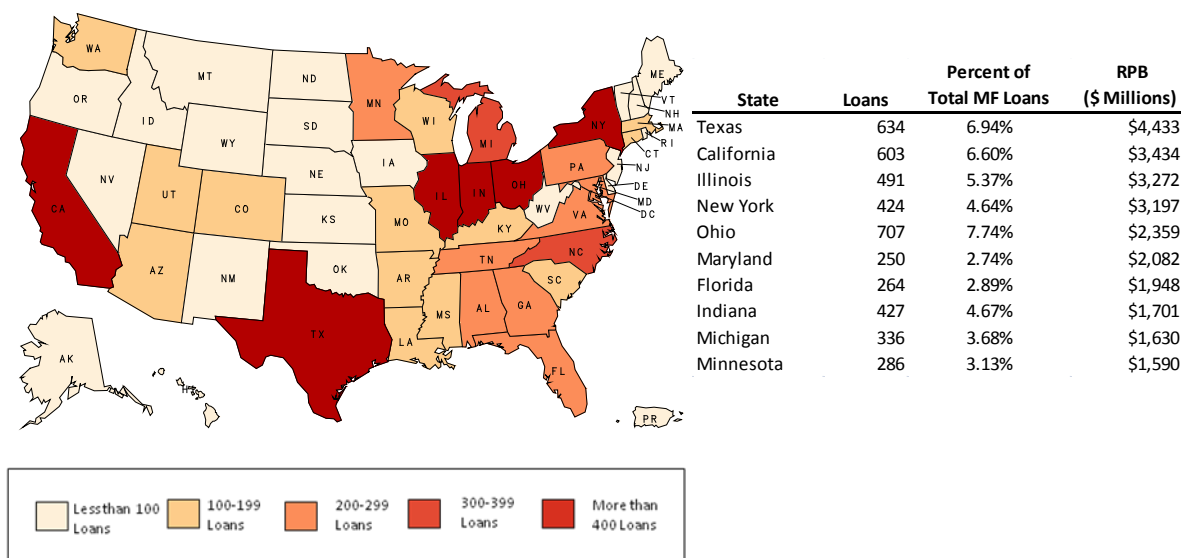 WA
OR
MT
ID
ND
MN
SD
WY
WI
MI
ME
VT
NH
NY
MA
RI
CT
NJ
PA
NV
UT
CO
NE
IA
IL
IN
OH
WV
DE
MD
DC
VA
KS
MO
KY
CA
AZ
NM
OK
AR
TN
NC
SC
MS
AL
GA
TX
LA
FL
AK
PR
State Loans Percent of Total MF Loans RPB ($ Millions)
Texas 634 6.94% $4,433
California 603 6.60% $3,434
Illinois 491 5.37% $3,272
New York 424 4.64% $3,197
Ohio 707 7.74% $2,359
Maryland 250 2.74% $2,082
Florida 264 2.89% $1,948
Indiana 427 4.67% $1,701
Michigan 336 3.68% $1,630
Minnesota 286 3.13% $1,590
Less than 100
Loans
100-199
Loans
200-299
Loans
300-399
Loans
More than
400 Loans